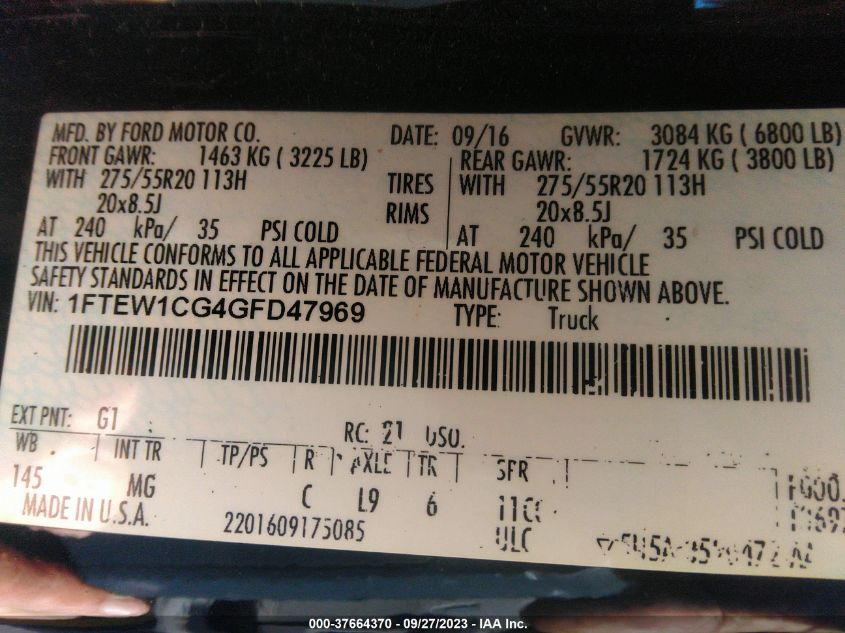 MFD. BY FORD MOTOR CO. DATE: 09/16 GVWR: 3084 KG ( 6800 LB)
FRONT GAWR: 1463 KG ( 3225 LB) REAR GAWR: 1724 KG ( 3800 LB)
WITH 275/55R20 113H TIRES WITH 275/55R20 113H
20x8.5J RIMS 20x8.5J
AT 240 kPa/ 35 PSI COLD AT 240 kPa/ 35 PSI COLD
THIS VEHICLE CONFORMS TO ALL APPLICABLE FEDERAL MOTOR VEHICLE
SAFETY STANDARDS IN EFFECT ON THE DATE OF MANUFACTURE SHOWN ABOVE.
VIN: 1FTEW1CG4GFD47969 TYPE: Truck
EXT PNT: G1 RC: 21 DSO.
WB INT TR TP/PS R AXLE TR SPR
145 MG C L9 6
MADE IN U.S.A. 2201609175085 ULC
000-37664370 - 09/27/2023 - IAA Inc.